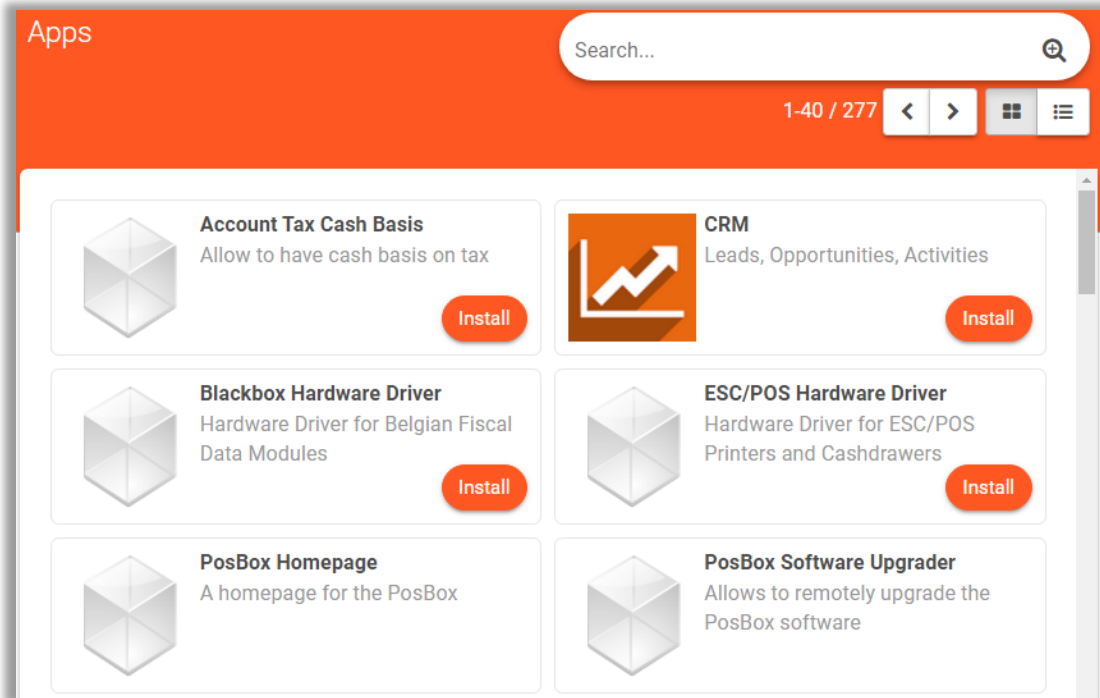 Apps
Search...
1-40 / 277
Account Tax Cash Basis
Allow to have cash basis on tax
Install
CRM
Leads, Opportunities, Activities
Install
Blackbox Hardware Driver
Hardware Driver for Belgian Fiscal
Data Modules
Install
ESC/POS Hardware Driver
Hardware Driver for ESC/POS
Printers and Cashdrawers
Install
PosBox Homepage
A homepage for the PosBox
PosBox Software Upgrader
Allows to remotely upgrade the
PosBox software